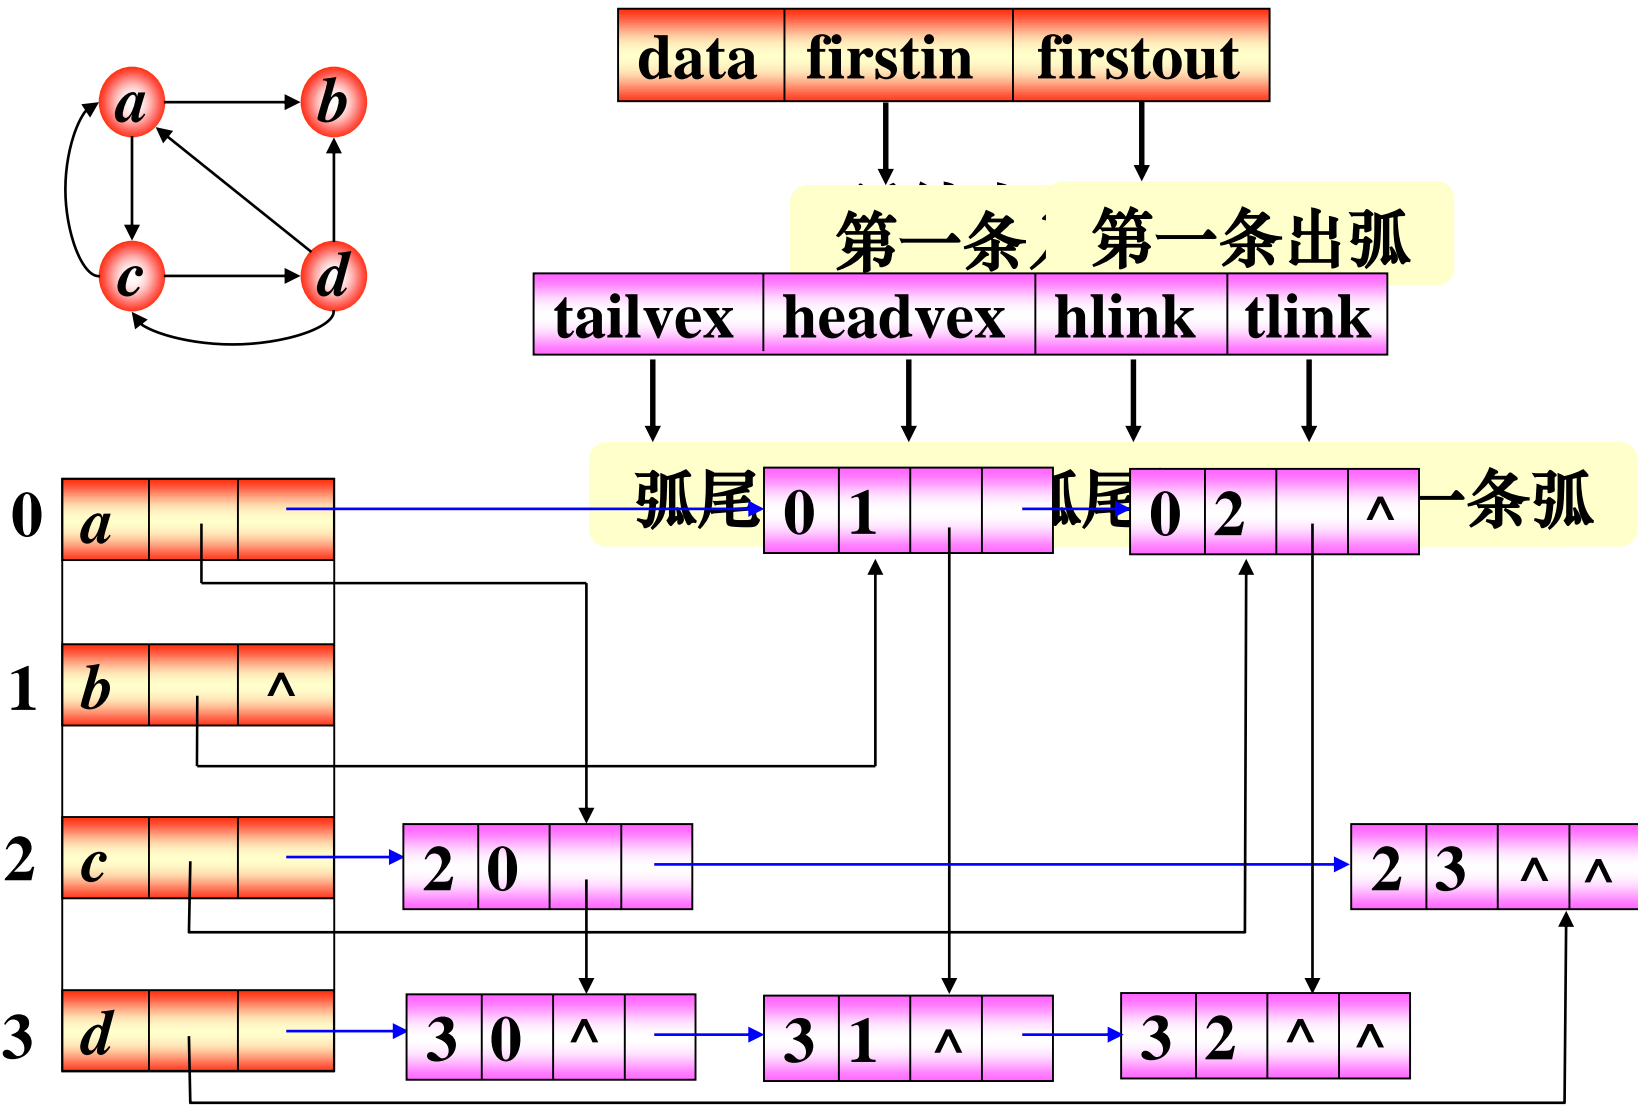 data firstin firstout
a b
第一条 第一条出弧
c d
tailvex headvex hlink tlink
0 a 弧尾 0 1 弧尾 0 2 ^ 一条弧
1 b ^
2 c 2 0 2 3 ^ ^
3 d 3 0 ^ 3 1 ^ 3 2 ^ ^